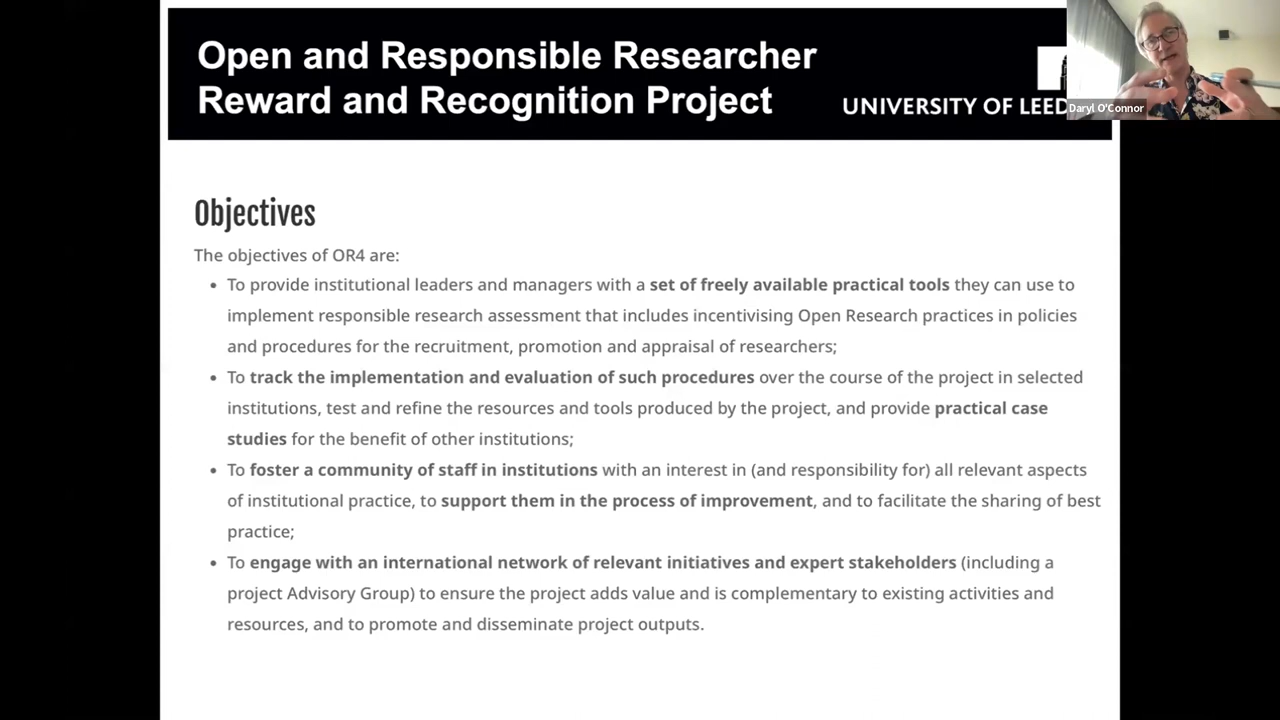 Open and Responsible Researcher
Reward and Recognition Project
UNIVERSITY OF LEED
Daryl O'Connor
Objectives
The objectives of OR4 are:
• To provide institutional leaders and managers with a set of freely available practical tools they can use to
implement responsible research assessment that includes incentivising Open Research practices in policies
and procedures for the recruitment, promotion and appraisal of researchers;
• To track the implementation and evaluation of such procedures over the course of the project in selected
institutions, test and refine the resources and tools produced by the project, and provide practical case
studies for the benefit of other institutions;
• To foster a community of staff in institutions with an interest in (and responsibility for) all relevant aspects
of institutional practice, to support them in the process of improvement, and to facilitate the sharing of best
practice;
• To engage with an international network of relevant initiatives and expert stakeholders (including a
project Advisory Group) to ensure the project adds value and is complementary to existing activities and
resources, and to promote and disseminate project outputs.